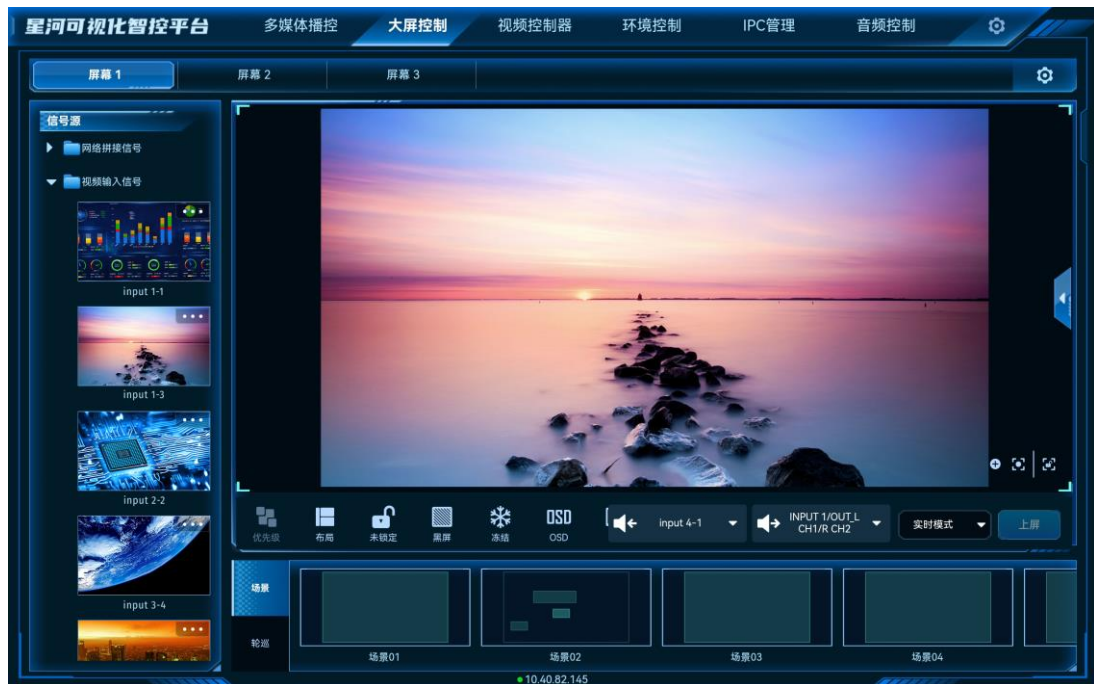 星河可视化智控平台
多媒体播控 大屏控制 视频控制器 环境控制 IPC管理 音频控制
屏幕 1 屏幕 2 屏幕 3
信号源
网络拼接信号
视频输入信号
input 1-1
input 1-3
input 2-2
input 3-4
优先级 布局 未锁定 黑屏 冻结 OSD
OSD
input 4-1
INPUT 1/OUT_L
CH1/R CH2
实时模式
上屏
场景
轮巡
场景01 场景02 场景03 场景04
10.40.82.145